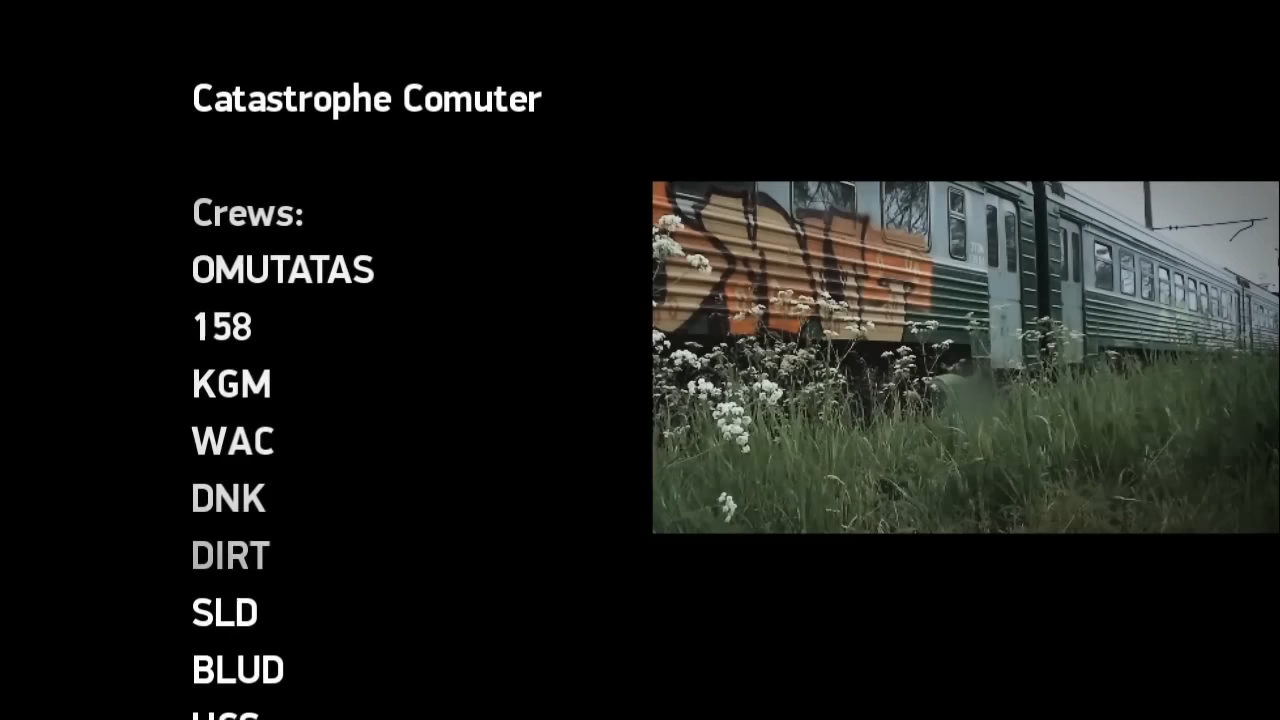 Catastrophe Comuter
Crews:
OMUTATAS
158
KGM
WAC
DNK
DIRT
SLD
BLUD